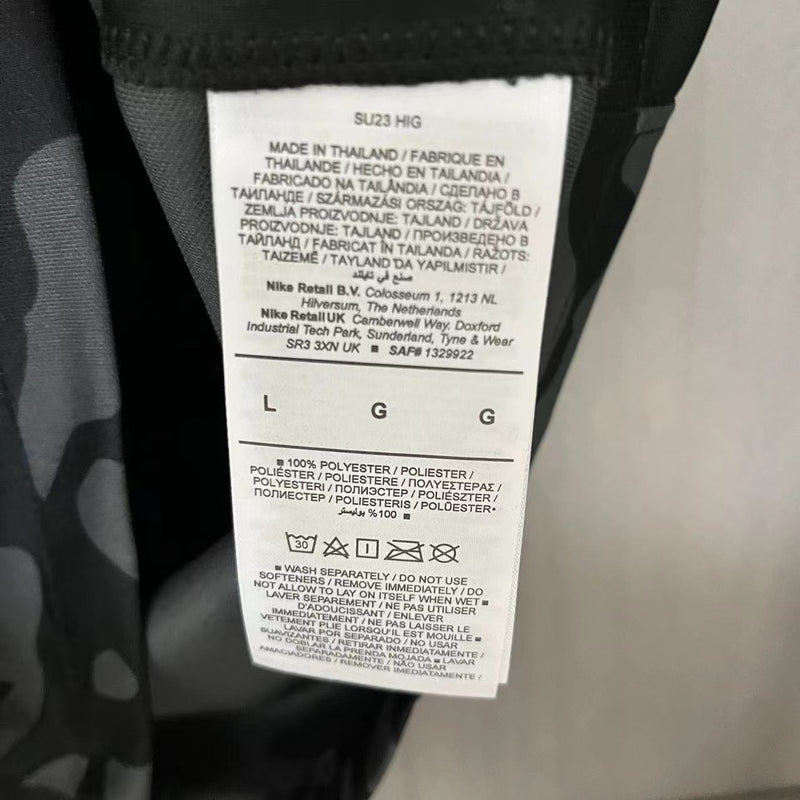 SU23 HIG
MADE IN THAILAND / FABRIQUE EN
THAILANDE / HECHO EN TAILANDIA /
FABRICADO NA TAILÂNDIA / СДЕЛАНО В
ТАИЛАНДЕ / SZÁRMAZÁSI ORSZAG: TÁJFÖLD /
ZEMLJA PROIZVODNJE: TAJLAND / DRŽAVA
PROIZVODNJE: TAJLAND / ПРОИЗВЕДЕНО В
ТАЙЛАНД / FABRICAT ÎN TAILANDA / RAŽOTS:
TAIZEMĒ / TAYLAND'DA YAPILMISTIR /
صنع في تايلاند
Nike Retail B.V. Colosseum 1, 1213 NL
Hilversum, The Netherlands
Nike Retail UK Camberwell Way, Doxford
Industrial Tech Park, Sunderland, Tyne & Wear
SR3 3XN UK ■ SAF# 1329922
L G G
■ 100% POLYESTER / POLIESTER /
POLIÉSTER / POLIESTERE / ΠΟΛΥΕΣΤΕΡΑΣ /
POLYESTERI / ПОЛИЭСТЕР / POLIÉSZTER /
ПОЛИЕСТЕР / POLIESTERIS / POLÜESTER•
100% بوليستر ■
30
■ WASH SEPARATELY / DO NOT USE
SOFTENERS / REMOVE IMMEDIATELY / DO
NOT ALLOW TO LAY ON ITSELF WHEN WET ■
LAVER SEPAREMENT / NE PAS UTILISER
D'ADOUCISSANT / ENLEVER
IMMEDIATEMENT / NE PAS LAISSER LE
VETEMENT PLIE LORSQU'IL EST MOUILLE ■
LAVAR POR SEPARADO / NO USAR
SUAVIZANTES / RETIRAR INMEDIATAMENTE /
NO DOBLAR LA PRENDA MOJADA ■ LAVAR
SEPARADAMENTE / NÃO USAR
AMACIADORES / REMOVER IMEDIATAMENTE /